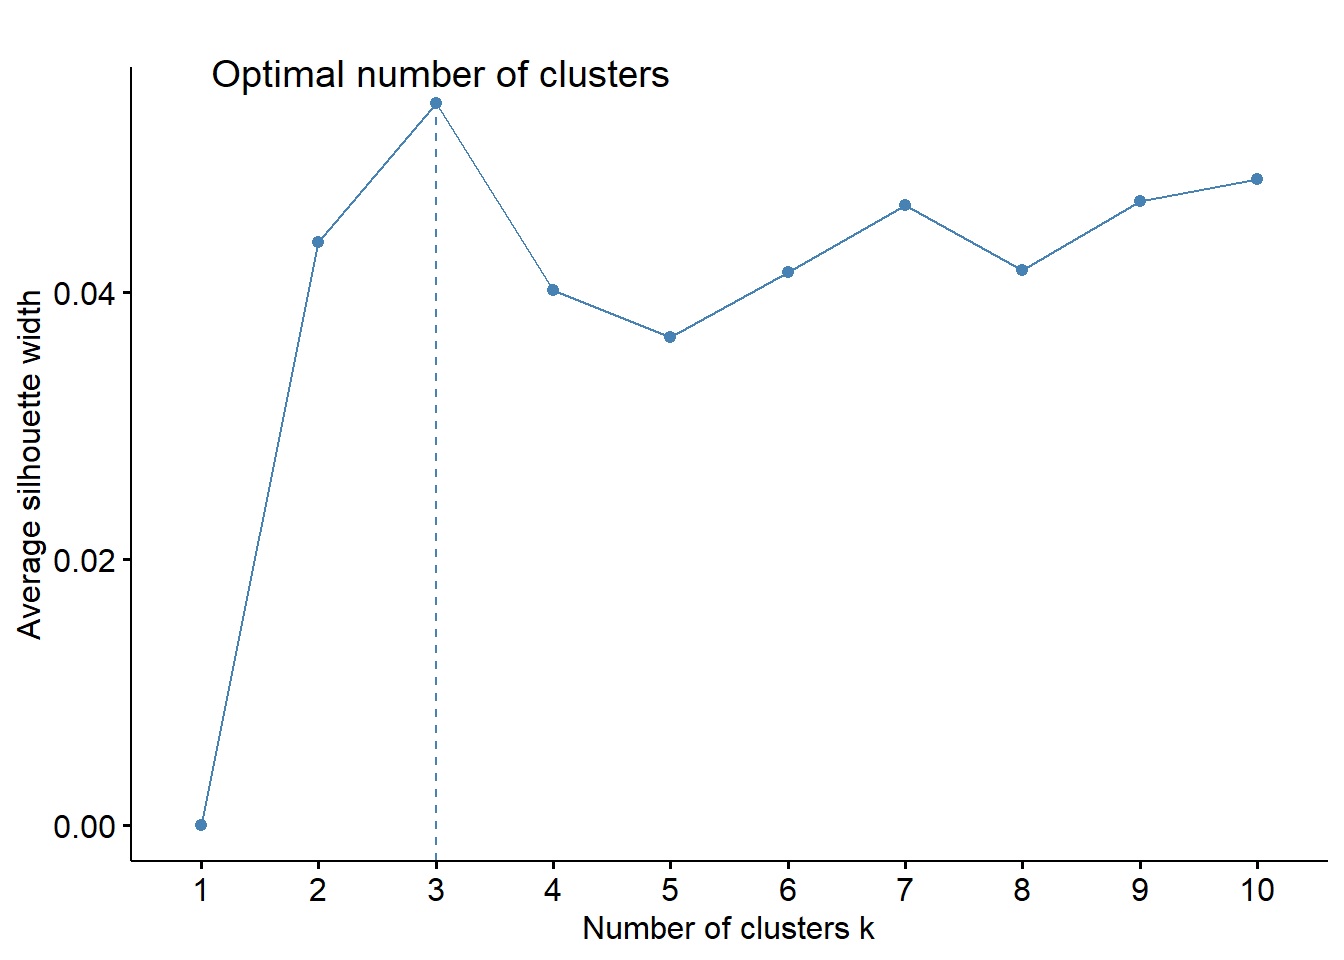 Optimal number of clusters
Average silhouette width
0.04
0.02
0.00
1 2 3 4 5 6 7 8 9 10
Number of clusters k